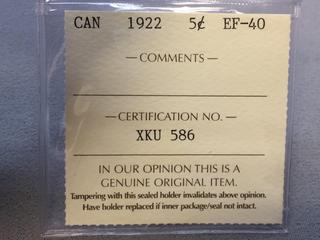 CAN 1922 5¢ EF-40
— COMMENTS —
— CERTIFICATION NO. —
XKU 586
IN OUR OPINION THIS IS A
GENUINE ORIGINAL ITEM.
Tampering with this sealed holder invalidates above opinion.
Have holder replaced if inner package/seal not intact.